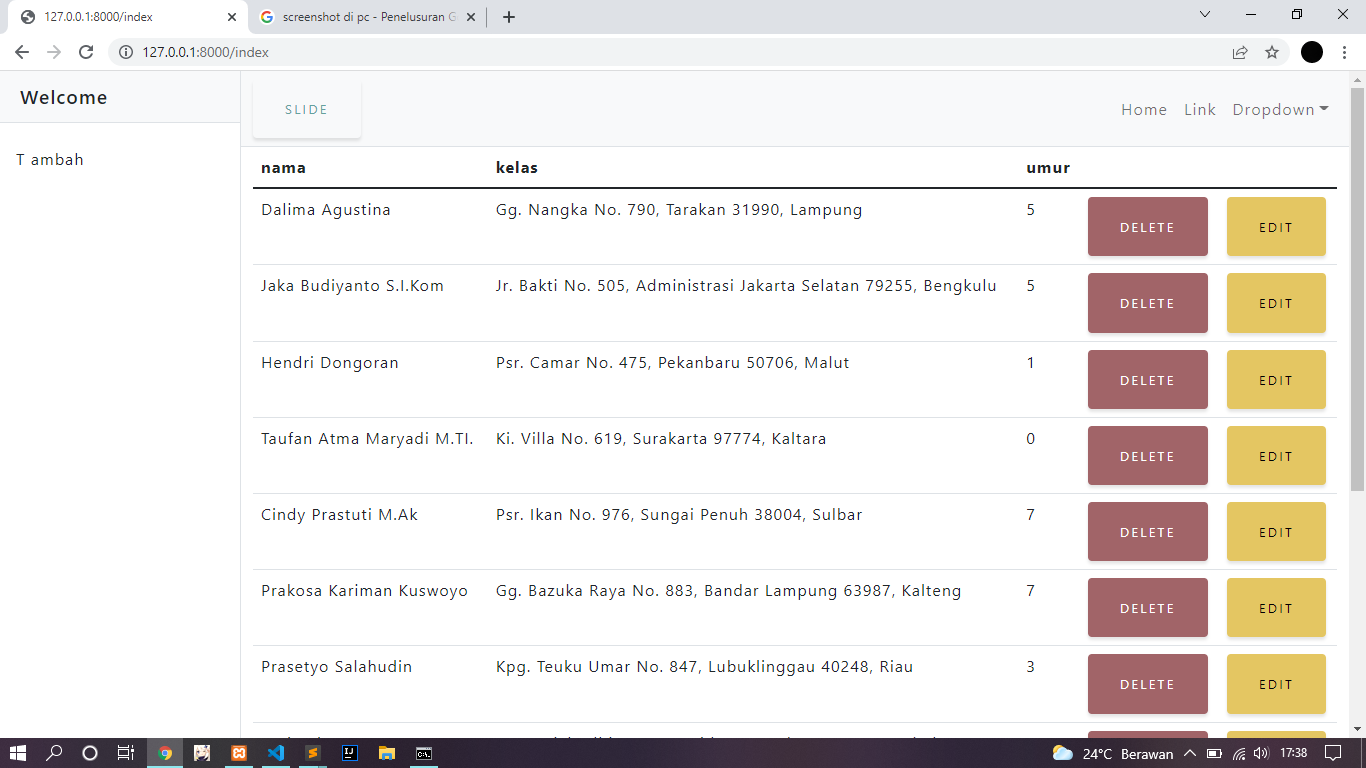 127.0.0.1:8000/index
screenshot di pc - Penelusuran G
127.0.0.1:8000/index
Welcome
SLIDE
Home Link Dropdown
T ambah
nama kelas umur
Dalima Agustina Gg. Nangka No. 790, Tarakan 31990, Lampung 5 DELETE EDIT
Jaka Budiyanto S.I.Kom Jr. Bakti No. 505, Administrasi Jakarta Selatan 79255, Bengkulu 5 DELETE EDIT
Hendri Dongoran Psr. Camar No. 475, Pekanbaru 50706, Malut 1 DELETE EDIT
Taufan Atma Maryadi M.TI. Ki. Villa No. 619, Surakarta 97774, Kaltara 0 DELETE EDIT
Cindy Prastuti M.Ak Psr. Ikan No. 976, Sungai Penuh 38004, Sulbar 7 DELETE EDIT
Prakosa Kariman Kuswoyo Gg. Bazuka Raya No. 883, Bandar Lampung 63987, Kalteng 7 DELETE EDIT
Prasetyo Salahudin Kpg. Teuku Umar No. 847, Lubuklinggau 40248, Riau 3 DELETE EDIT
24°C Berawan 17:38